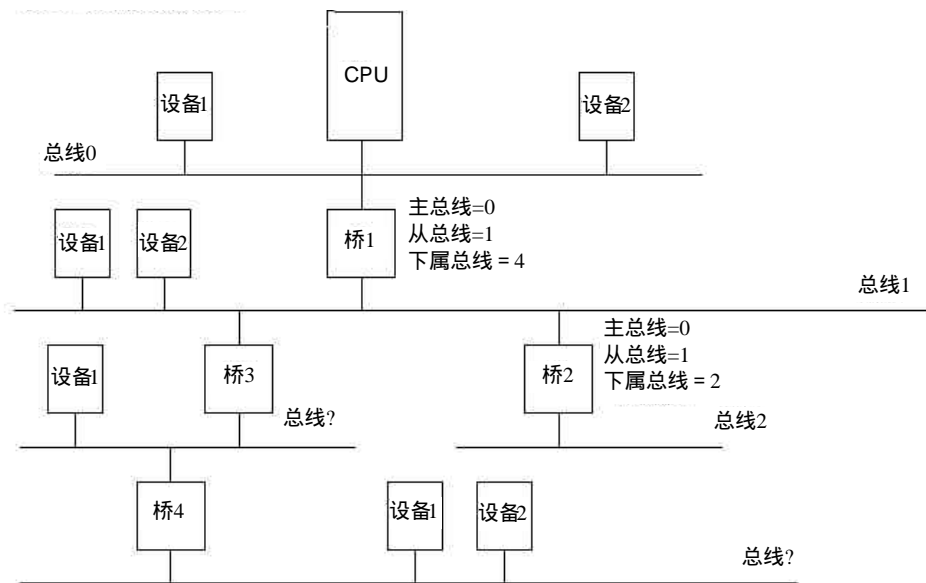 CPU
设备1
设备2
总线0
主总线=0
从总线=1
下属总线 = 4
设备1
设备2
桥1
总线1
主总线=0
从总线=1
下属总线 = 2
设备1
桥3
桥2
总线?
总线2
桥4
设备1
设备2
总线?